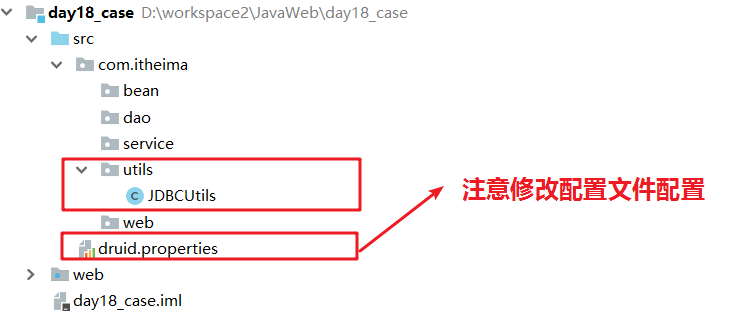 day18_case D:\workspace2\JavaWeb\day18_case
src
com.itheima
bean
dao
service
utils
C JDBCUtils
注意修改配置文件配置
web
druid.properties
web
day18_case.iml